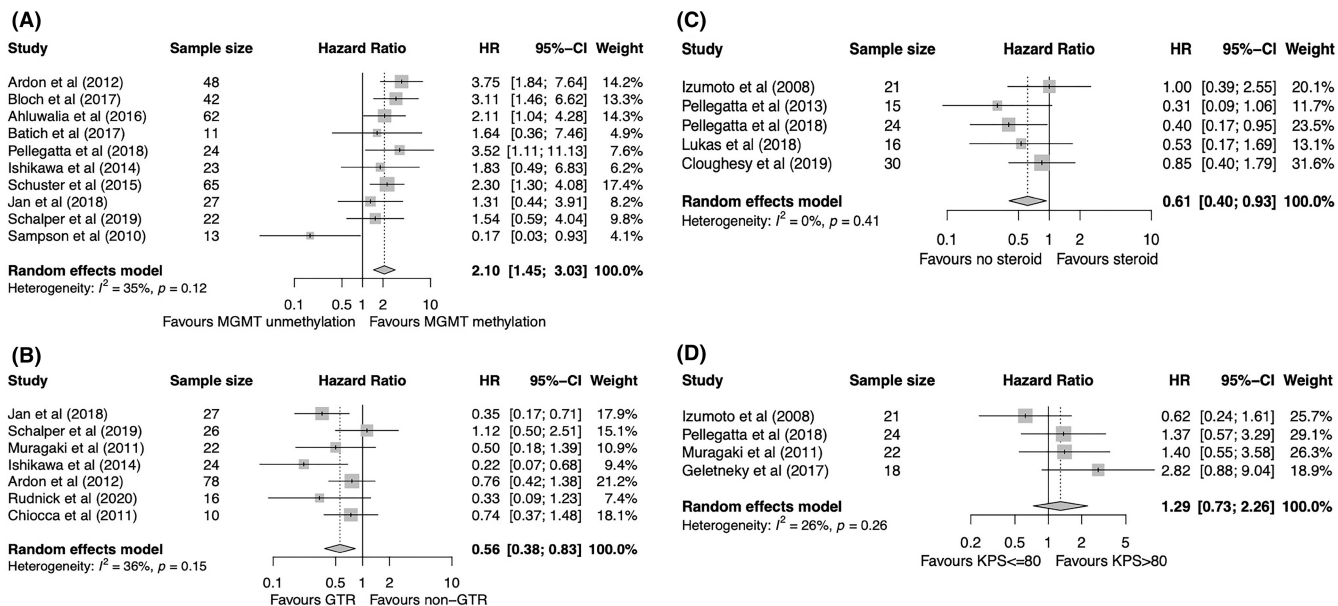 (A)
Study Sample size Hazard Ratio HR 95%−CI Weight
Ardon et al (2012) 48 3.75 [1.84; 7.64] 14.2%
Bloch et al (2017) 42 3.11 [1.46; 6.62] 13.3%
Ahluwalia et al (2016) 62 2.11 [1.04; 4.28] 14.3%
Batich et al (2017) 11 1.64 [0.36; 7.46] 4.9%
Pellegatta et al (2018) 24 3.52 [1.11; 11.13] 7.6%
Ishikawa et al (2014) 23 1.83 [0.49; 6.83] 6.2%
Schuster et al (2015) 65 2.30 [1.30; 4.08] 17.4%
Jan et al (2018) 27 1.31 [0.44; 3.91] 8.2%
Schalper et al (2019) 22 1.54 [0.59; 4.04] 9.8%
Sampson et al (2010) 13 0.17 [0.03; 0.93] 4.1%
Random effects model 2.10 [1.45; 3.03] 100.0%
Heterogeneity: I² = 35%, p = 0.12
0.1 0.5 1 2 10
Favours MGMT unmethylation Favours MGMT methylation
(B)
Study Sample size Hazard Ratio HR 95%−CI Weight
Jan et al (2018) 27 0.35 [0.17; 0.71] 17.9%
Schalper et al (2019) 26 1.12 [0.50; 2.51] 15.1%
Muragaki et al (2011) 22 0.50 [0.18; 1.39] 10.9%
Ishikawa et al (2014) 24 0.22 [0.07; 0.68] 9.4%
Ardon et al (2012) 78 0.76 [0.42; 1.38] 21.2%
Rudnick et al (2020) 16 0.33 [0.09; 1.23] 7.4%
Chiocca et al (2011) 10 0.74 [0.37; 1.48] 18.1%
Random effects model 0.56 [0.38; 0.83] 100.0%
Heterogeneity: I² = 36%, p = 0.15
0.1 0.5 1 2 10
Favours GTR Favours non−GTR
(C)
Study Sample size Hazard Ratio HR 95%−CI Weight
Izumoto et al (2008) 21 1.00 [0.39; 2.55] 20.1%
Pellegatta et al (2013) 15 0.31 [0.09; 1.06] 11.7%
Pellegatta et al (2018) 24 0.40 [0.17; 0.95] 23.5%
Lukas et al (2018) 16 0.53 [0.17; 1.69] 13.1%
Cloughesy et al (2019) 30 0.85 [0.40; 1.79] 31.6%
Random effects model 0.61 [0.40; 0.93] 100.0%
Heterogeneity: I² = 0%, p = 0.41
0.1 0.5 1 2 10
Favours no steroid Favours steroid
(D)
Study Sample size Hazard Ratio HR 95%−CI Weight
Izumoto et al (2008) 21 0.62 [0.24; 1.61] 25.7%
Pellegatta et al (2018) 24 1.37 [0.57; 3.29] 29.1%
Muragaki et al (2011) 22 1.40 [0.55; 3.58] 26.3%
Geletneky et al (2017) 18 2.82 [0.88; 9.04] 18.9%
Random effects model 1.29 [0.73; 2.26] 100.0%
Heterogeneity: I² = 26%, p = 0.26
0.2 0.5 1 2 5
Favours KPS<=80 Favours KPS>80